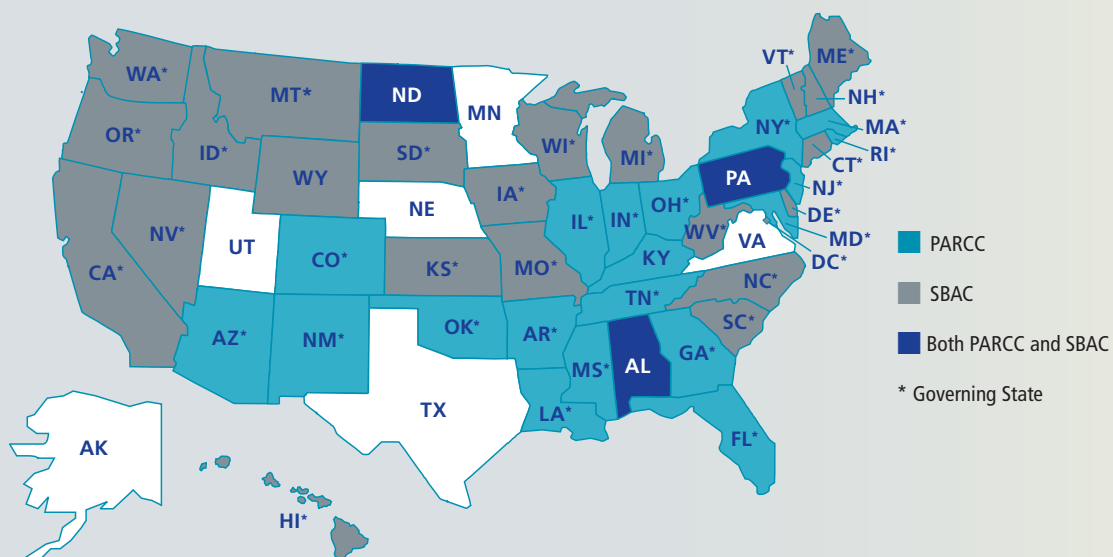 WA*
OR*
CA*
NV*
ID*
MT*
WY
UT
AZ*
CO*
NM*
ND
SD*
NE
KS*
OK*
TX
MN
IA*
MO*
AR*
LA*
WI*
IL*
MI*
IN*
OH*
KY
TN*
MS*
AL
GA*
FL*
SC*
NC*
VA
WV*
PA
NY*
VT*
ME*
NH*
MA*
RI*
CT*
NJ*
DE*
MD*
DC*
AK
HI*
PARCC
SBAC
Both PARCC and SBAC
* Governing State